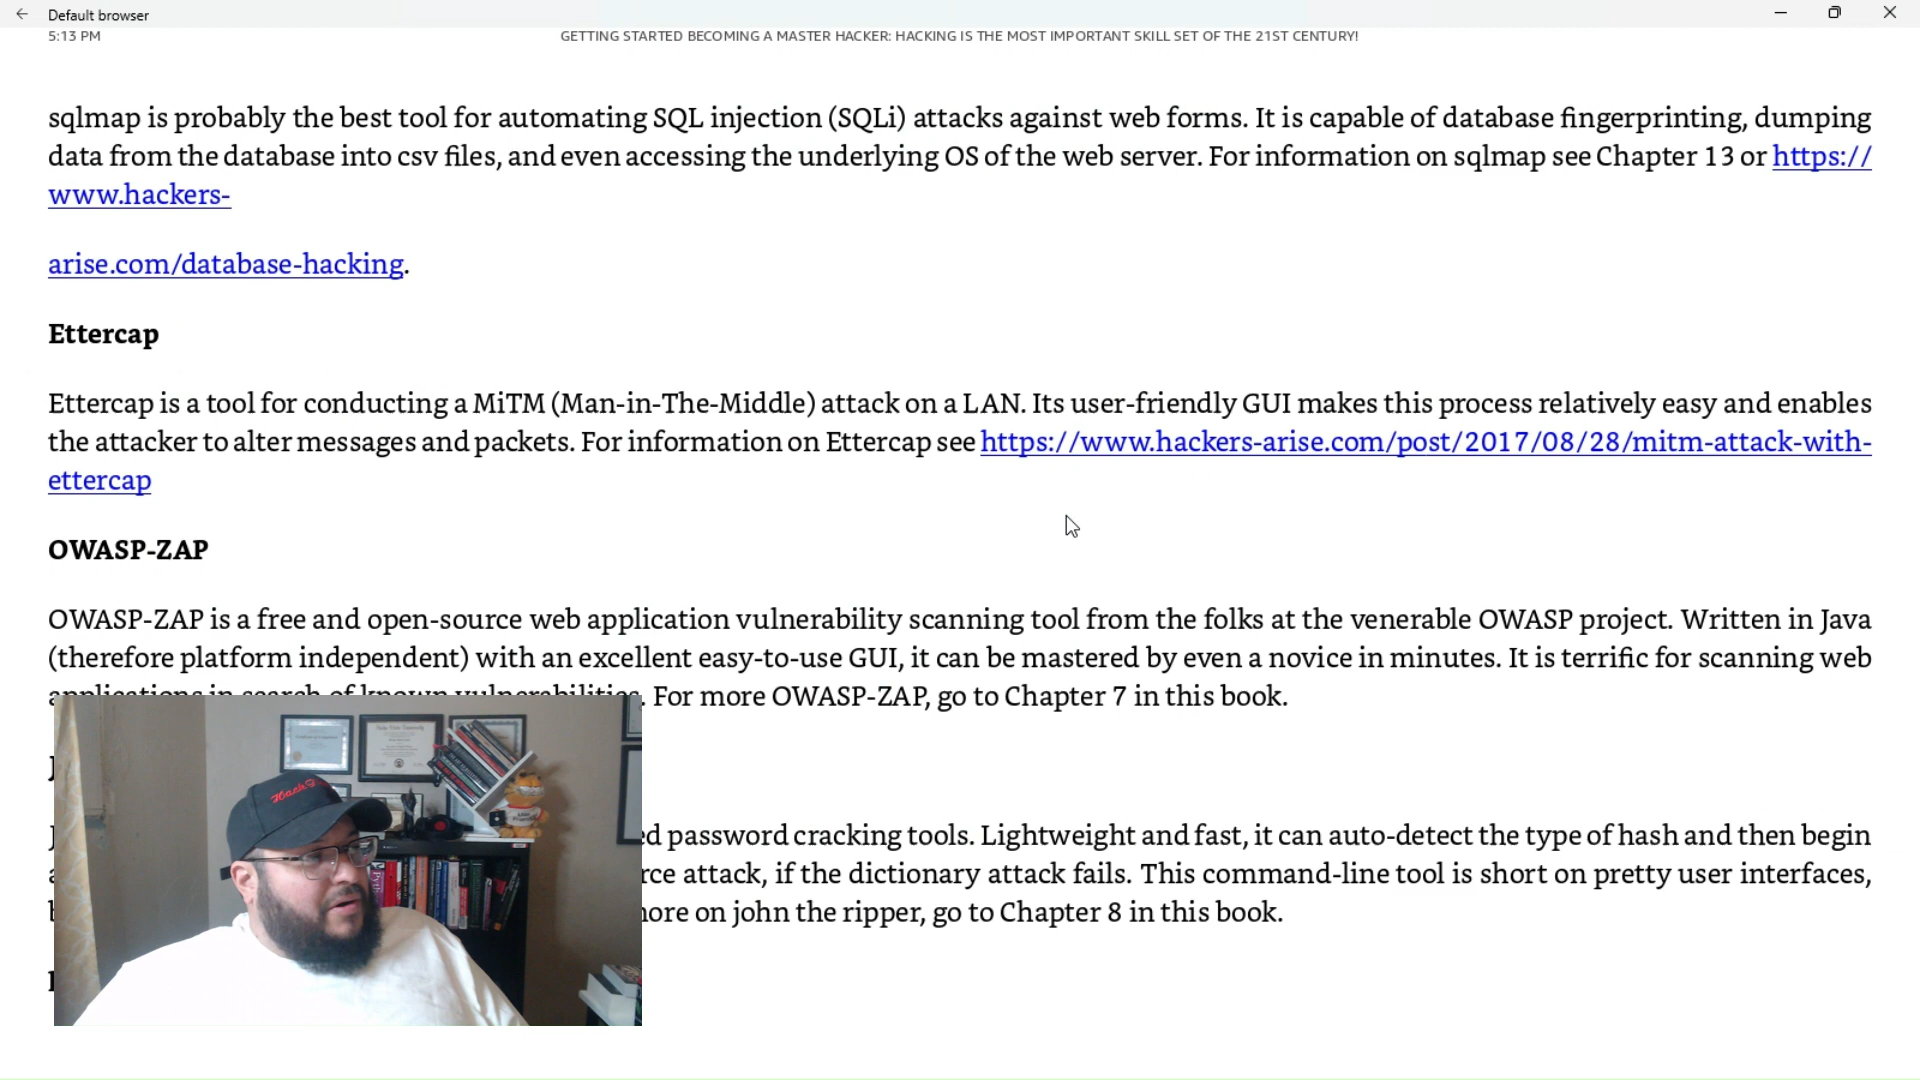 Default browser
5:13 PM
GETTING STARTED BECOMING A MASTER HACKER: HACKING IS THE MOST IMPORTANT SKILL SET OF THE 21ST CENTURY!
sqlmap is probably the best tool for automating SQL injection (SQLi) attacks against web forms. It is capable of database fingerprinting, dumping
data from the database into csv files, and even accessing the underlying OS of the web server. For information on sqlmap see Chapter 13 or https://
www.hackers-
arise.com/database-hacking.
Ettercap
Ettercap is a tool for conducting a MiTM (Man-in-The-Middle) attack on a LAN. Its user-friendly GUI makes this process relatively easy and enables
the attacker to alter messages and packets. For information on Ettercap see https://www.hackers-arise.com/post/2017/08/28/mitm-attack-with-
ettercap
OWASP-ZAP
OWASP-ZAP is a free and open-source web application vulnerability scanning tool from the folks at the venerable OWASP project. Written in Java
(therefore platform independent) with an excellent easy-to-use GUI, it can be mastered by even a novice in minutes. It is terrific for scanning web
applications in search of known vulnerabilities. For more OWASP-ZAP, go to Chapter 7 in this book.
password cracking tools. Lightweight and fast, it can auto-detect the type of hash and then begin
attack, if the dictionary attack fails. This command-line tool is short on pretty user interfaces,
more on john the ripper, go to Chapter 8 in this book.